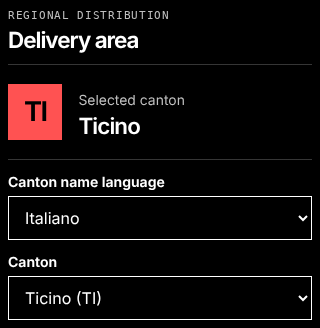 REGIONAL DISTRIBUTION
Delivery area
TI
Selected canton
Ticino
Canton name language
Italiano
Canton
Ticino (TI)